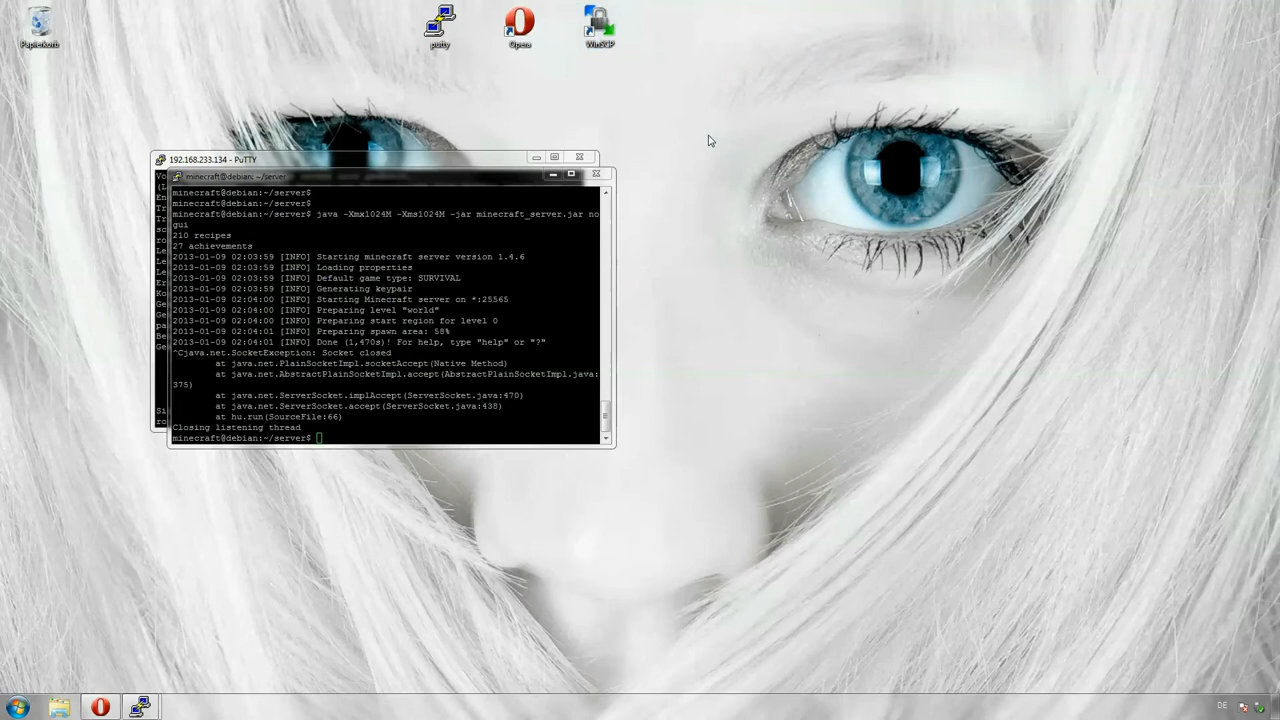 Papierkorb
putty
Opera
WinSCP
192.168.233.134 - PuTTY
minecraft@debian: ~/server
minecraft@debian:~/server$
minecraft@debian:~/server$
minecraft@debian:~/server$ java -Xmx1024M -Xms1024M -jar minecraft_server.jar no
gui
210 recipes
27 achievements
2013-01-09 02:03:59 [INFO] Starting minecraft server version 1.4.6
2013-01-09 02:03:59 [INFO] Loading properties
2013-01-09 02:03:59 [INFO] Default game type: SURVIVAL
2013-01-09 02:03:59 [INFO] Generating keypair
2013-01-09 02:04:00 [INFO] Starting Minecraft server on *:25565
2013-01-09 02:04:00 [INFO] Preparing level "world"
2013-01-09 02:04:00 [INFO] Preparing start region for level 0
2013-01-09 02:04:01 [INFO] Preparing spawn area: 58%
2013-01-09 02:04:01 [INFO] Done (1,470s)! For help, type "help" or "?"
^Cjava.net.SocketException: Socket closed
at java.net.PlainSocketImpl.socketAccept(Native Method)
at java.net.AbstractPlainSocketImpl.accept(AbstractPlainSocketImpl.java:
375)
at java.net.ServerSocket.implAccept(ServerSocket.java:470)
at java.net.ServerSocket.accept(ServerSocket.java:438)
at hu.run(SourceFile:66)
Closing listening thread
minecraft@debian:~/server$
DE